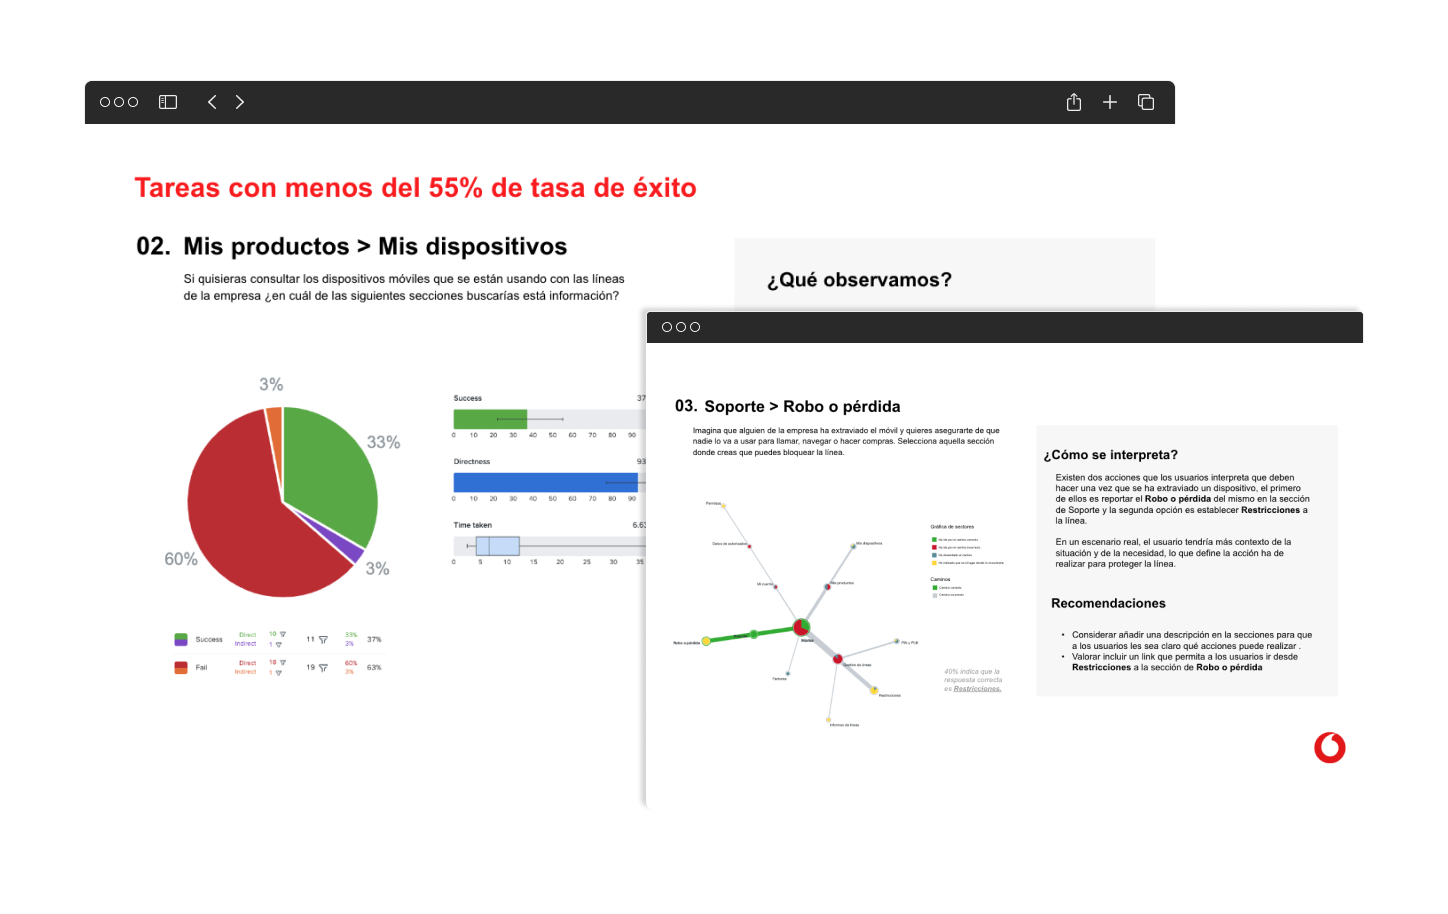 Tareas con menos del 55% de tasa de éxito
02. Mis productos > Mis dispositivos
Si quisieras consultar los dispositivos móviles que se están usando con las líneas
de la empresa ¿en cuál de las siguientes secciones buscarías está información?
¿Qué observamos?
3%
33%
60%
3%
Success 37
0 10 20 30 40 50 60 70 80 90
Directness 93
0 10 20 30 40 50 60 70 80 90
Time taken 6.63
0 5 10 15 20 25 30 35
Success Direct 10 11 33% 37%
Indirect 1 3%
Fail Direct 18 19 60% 63%
Indirect 1 3%
03. Soporte > Robo o pérdida
Imagina que alguien de la empresa ha extraviado el móvil y quieres asegurarte de que
nadie lo va a usar para llamar, navegar o hacer compras. Selecciona aquella sección
donde creas que puedes bloquear la línea.
Permisos
Datos de autorizados
Mis dispositivos
Mi cuenta
Mis productos
Robo o pérdida
Soporte
Inicio
PIN y PUK
Gestión de líneas
Facturas
Restricciones
Informes de líneas
Gráfica de sectores
Caminos
Camino correcto
Camino incorrecto
40% indica que la
respuesta correcta
es Restricciones.
¿Cómo se interpreta?
Existen dos acciones que los usuarios interpreta que deben
hacer una vez que se ha extraviado un dispositivo, el primero
de ellos es reportar el Robo o pérdida del mismo en la sección
de Soporte y la segunda opción es establecer Restricciones a
la línea.
En un escenario real, el usuario tendría más contexto de la
situación y de la necesidad, lo que define la acción ha de
realizar para proteger la línea.
Recomendaciones
• Considerar añadir una descripción en la secciones para que
a los usuarios les sea claro qué acciones puede realizar .
• Valorar incluir un link que permita a los usuarios ir desde
Restricciones a la sección de Robo o pérdida